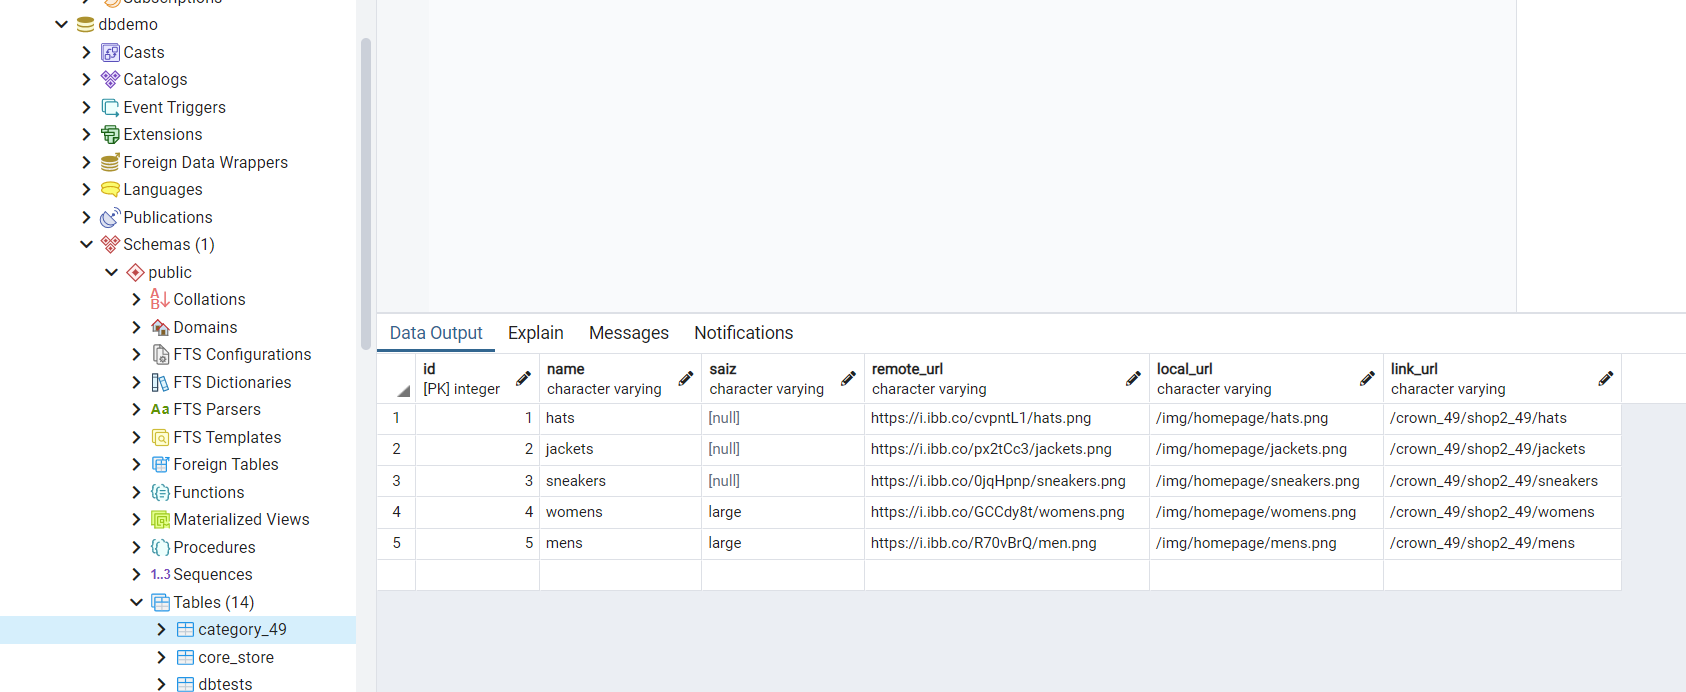 Subscriptions
dbdemo
Casts
Catalogs
Event Triggers
Extensions
Foreign Data Wrappers
Languages
Publications
Schemas (1)
public
Collations
Domains
FTS Configurations
FTS Dictionaries
Aa FTS Parsers
FTS Templates
Foreign Tables
Functions
Materialized Views
Procedures
1..3 Sequences
Tables (14)
category_49
core_store
dbtests
Data Output Explain Messages Notifications
id name saiz remote_url local_url link_url
[PK] integer character varying character varying character varying character varying character varying
1 1 hats [null] https://i.ibb.co/cvpntL1/hats.png /img/homepage/hats.png /crown_49/shop2_49/hats
2 2 jackets [null] https://i.ibb.co/px2tCc3/jackets.png /img/homepage/jackets.png /crown_49/shop2_49/jackets
3 3 sneakers [null] https://i.ibb.co/0jqHpnp/sneakers.png /img/homepage/sneakers.png /crown_49/shop2_49/sneakers
4 4 womens large https://i.ibb.co/GCCdy8t/womens.png /img/homepage/womens.png /crown_49/shop2_49/womens
5 5 mens large https://i.ibb.co/R70vBrQ/men.png /img/homepage/mens.png /crown_49/shop2_49/mens